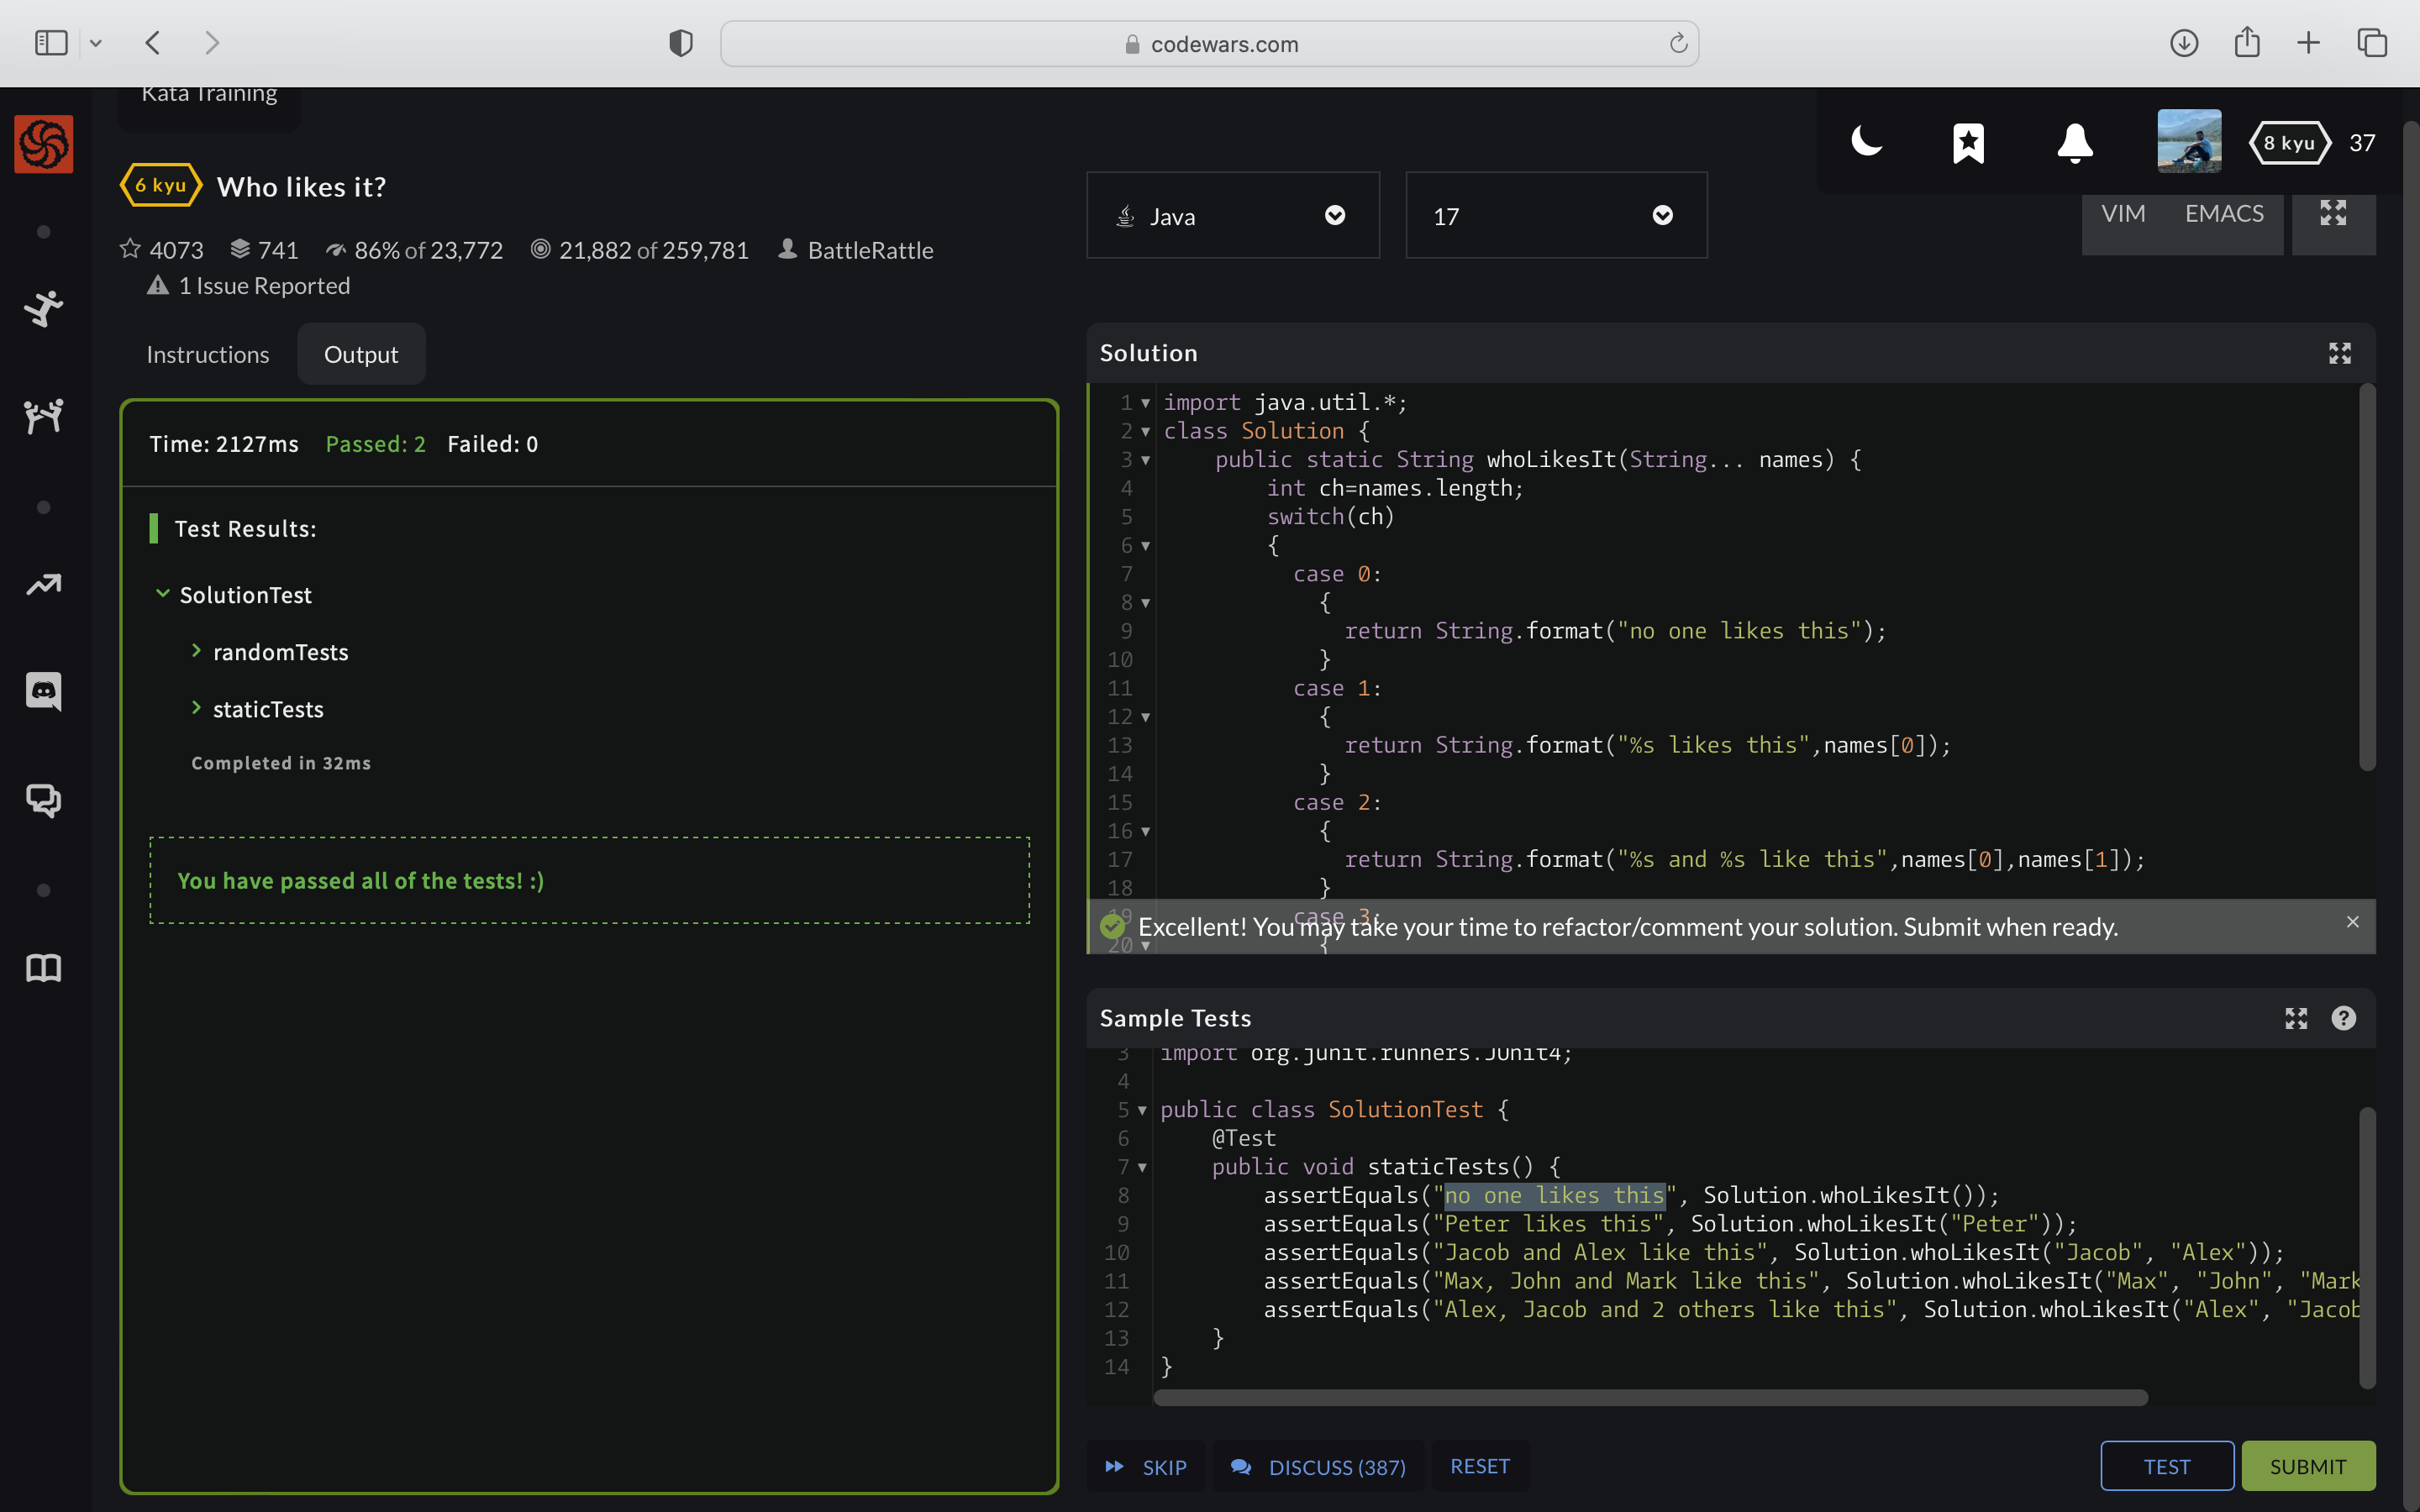 codewars.com
Kata Training
8 kyu 37
6 kyu Who likes it?
4073 741 86% of 23,772 21,882 of 259,781 BattleRattle
1 Issue Reported
Java
17
VIM EMACS
Instructions Output
Time: 2127ms Passed: 2 Failed: 0
Test Results:
SolutionTest
randomTests
staticTests
Completed in 32ms
You have passed all of the tests! :)
Solution
1 import java.util.*;
2 class Solution {
3 public static String whoLikesIt(String... names) {
4 int ch=names.length;
5 switch(ch)
6 {
7 case 0:
8 {
9 return String.format("no one likes this");
10 }
11 case 1:
12 {
13 return String.format("%s likes this",names[0]);
14 }
15 case 2:
16 {
17 return String.format("%s and %s like this",names[0],names[1]);
18 }
19 case 3:
20 {
Excellent! You may take your time to refactor/comment your solution. Submit when ready.
Sample Tests
3 import org.junit.runners.JUnit4;
4
5 public class SolutionTest {
6 @Test
7 public void staticTests() {
8 assertEquals("no one likes this", Solution.whoLikesIt());
9 assertEquals("Peter likes this", Solution.whoLikesIt("Peter"));
10 assertEquals("Jacob and Alex like this", Solution.whoLikesIt("Jacob", "Alex"));
11 assertEquals("Max, John and Mark like this", Solution.whoLikesIt("Max", "John", "Mark
12 assertEquals("Alex, Jacob and 2 others like this", Solution.whoLikesIt("Alex", "Jacob
13 }
14 }
SKIP DISCUSS (387) RESET
TEST SUBMIT